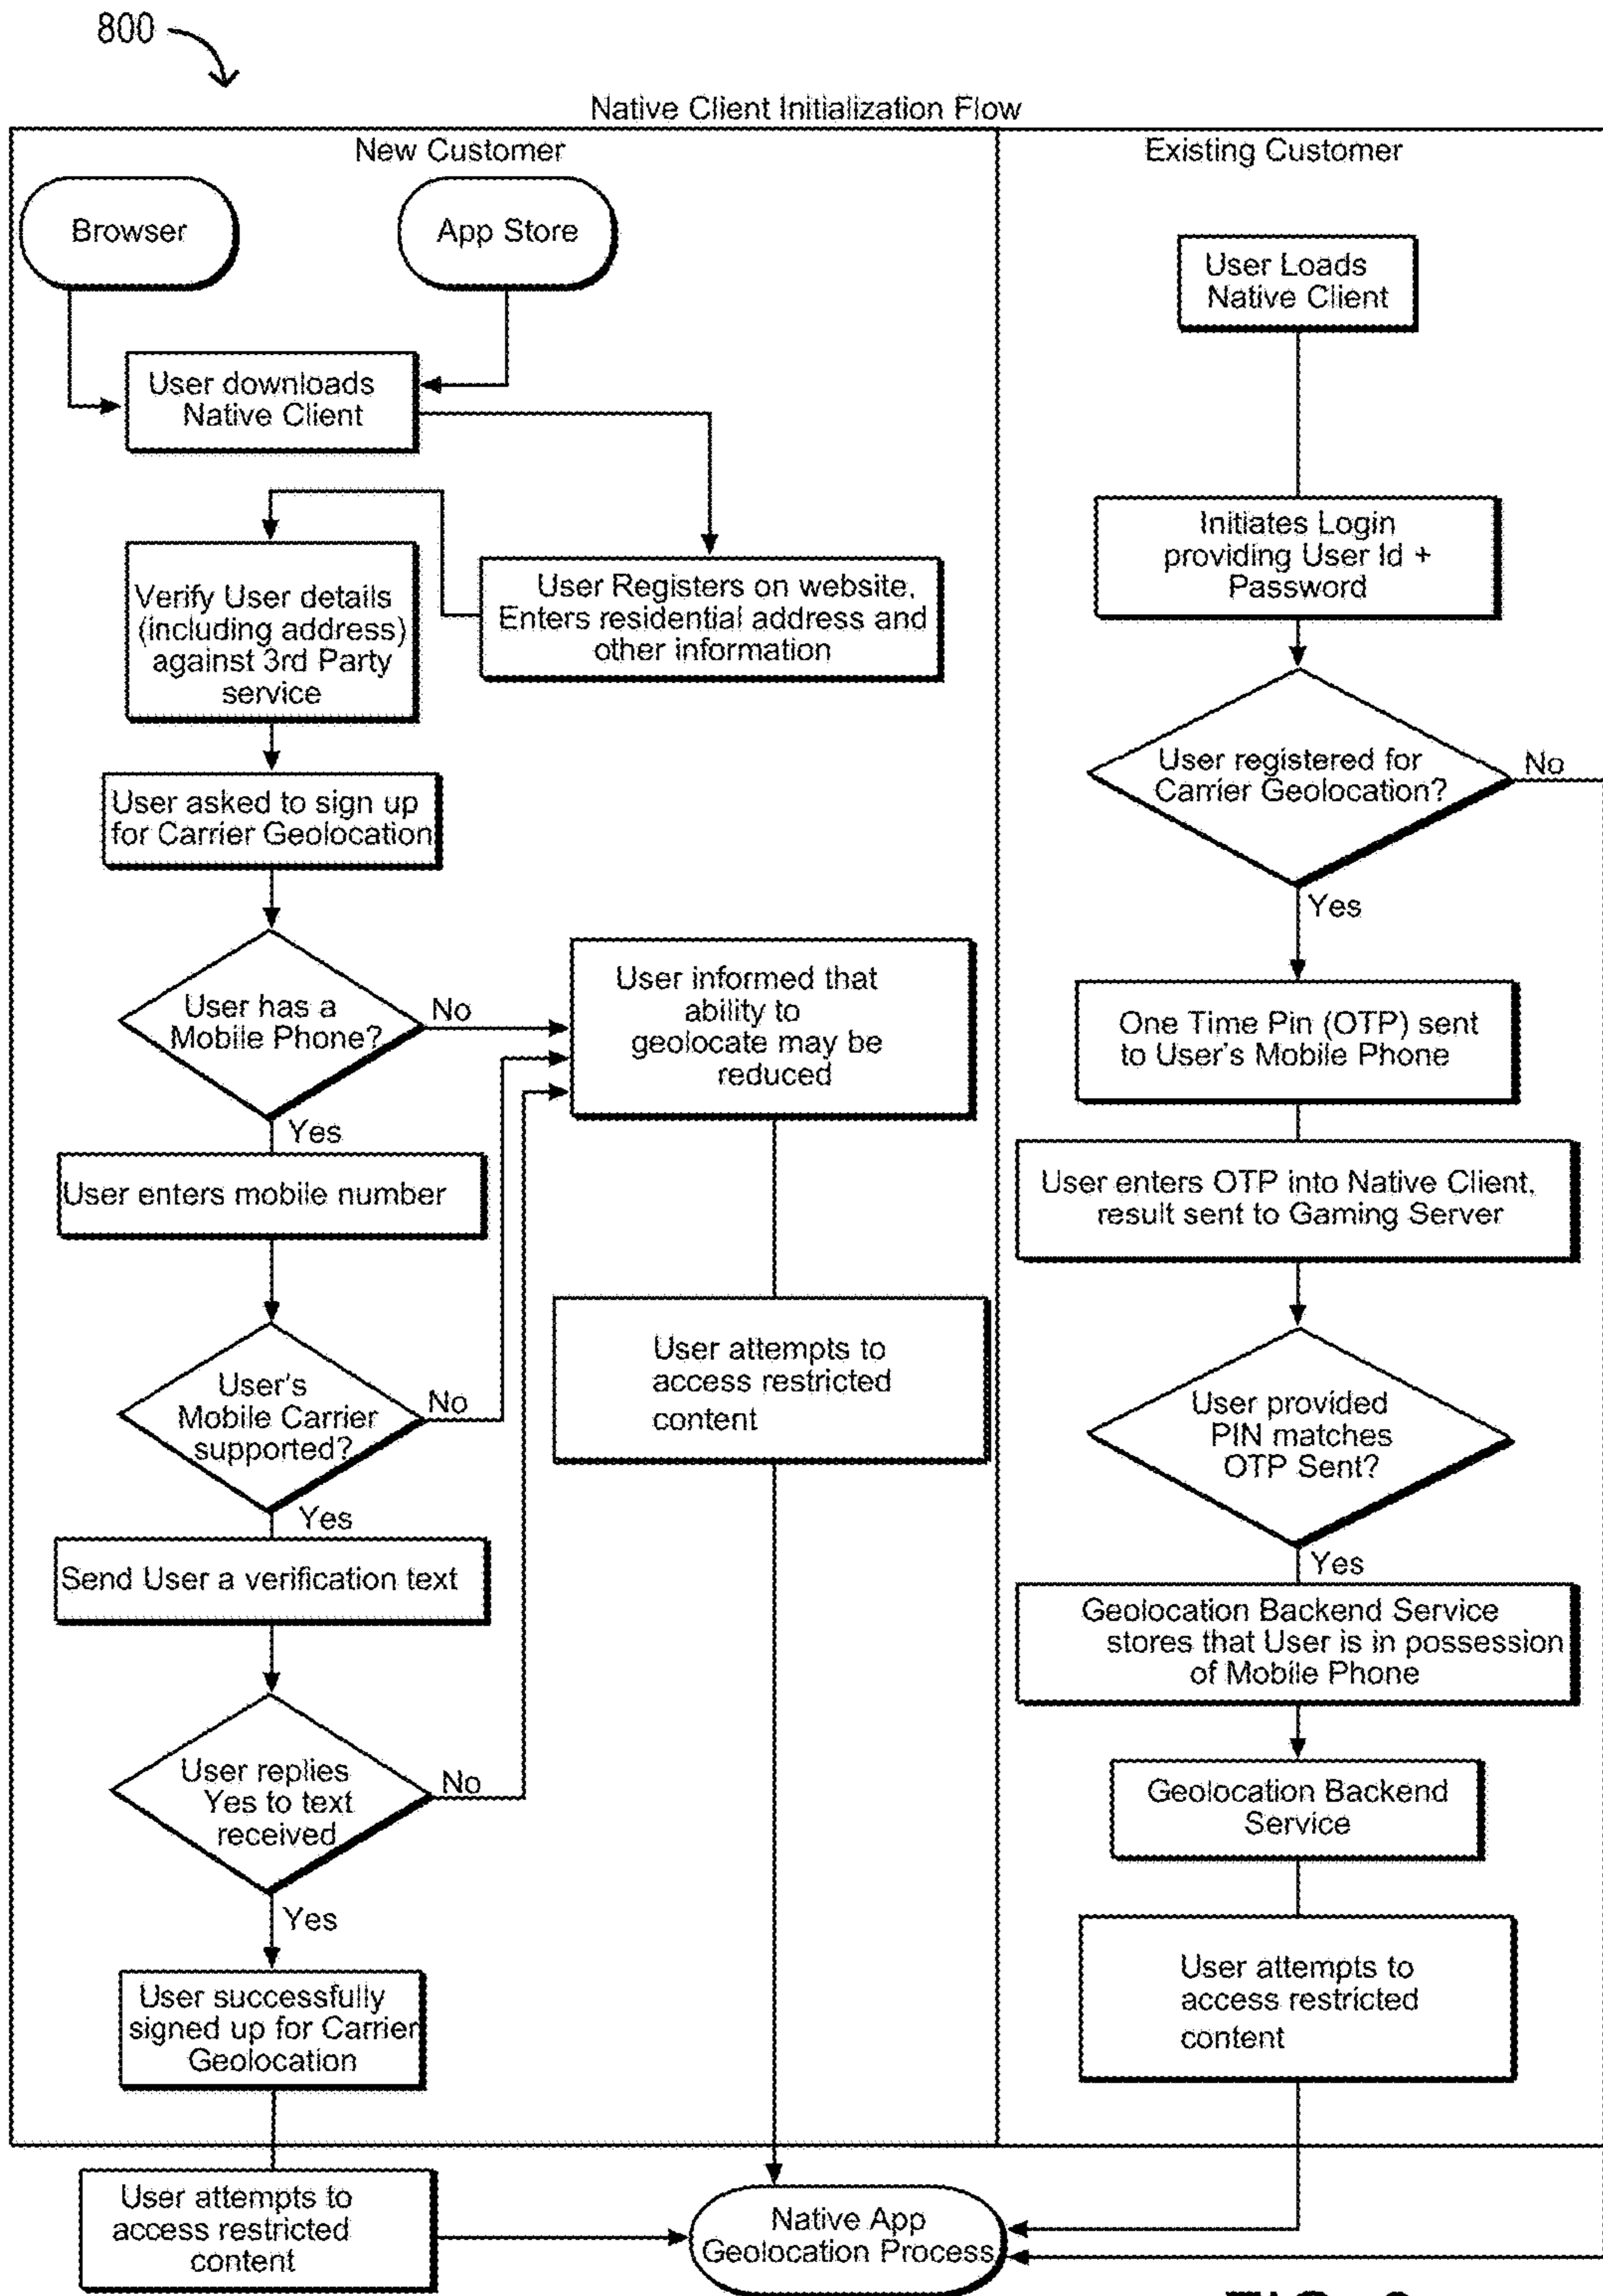 800
Native Client Initialization Flow
New Customer
Browser
App Store
User downloads
Native Client
User Registers on website,
Enters residential address and
other information
Verify User details
(including address)
against 3rd Party
service
User asked to sign up
for Carrier Geolocation
User has a
Mobile Phone?
No
Yes
User informed that
ability to
geolocate may be
reduced
User enters mobile number
User's
Mobile Carrier
supported?
No
Yes
User attempts to
access restricted
content
Send User a verification text
User replies
Yes to text
received
No
Yes
User successfully
signed up for Carrier
Geolocation
User attempts to
access restricted
content
Existing Customer
User Loads
Native Client
Initiates Login
providing User Id +
Password
User registered for
Carrier Geolocation?
No
Yes
One Time Pin (OTP) sent
to User's Mobile Phone
User enters OTP into Native Client,
result sent to Gaming Server
User provided
PIN matches
OTP Sent?
Yes
Geolocation Backend Service
stores that User is in possession
of Mobile Phone
Geolocation Backend
Service
User attempts to
access restricted
content
Native App
Geolocation Process